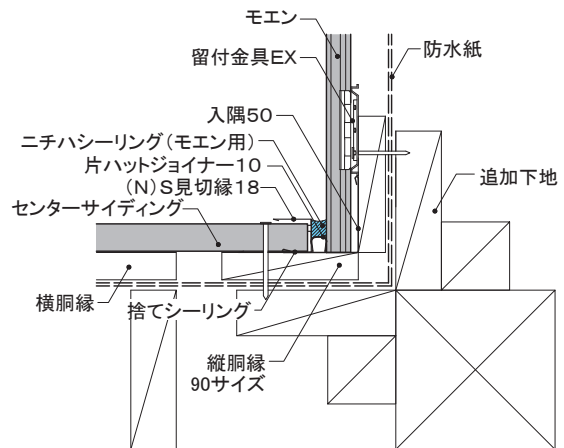 モエン
防水紙
留付金具EX
入隅50
ニチハシーリング(モエン用)
片ハットジョイナー10
(N)S見切縁18
追加下地
センターサイディング
横胴縁
捨てシーリング
縦胴縁
90サイズ